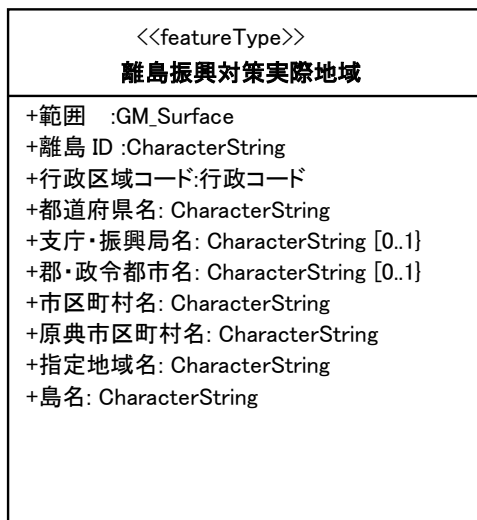 <<featureType>>
離島振興対策実際地域
+範囲 :GM_Surface
+離島 ID :CharacterString
+行政区域コード:行政コード
+都道府県名: CharacterString
+支庁・振興局名: CharacterString [0..1}
+郡・政令都市名: CharacterString [0..1}
+市区町村名: CharacterString
+原典市区町村名: CharacterString
+指定地域名: CharacterString
+島名: CharacterString